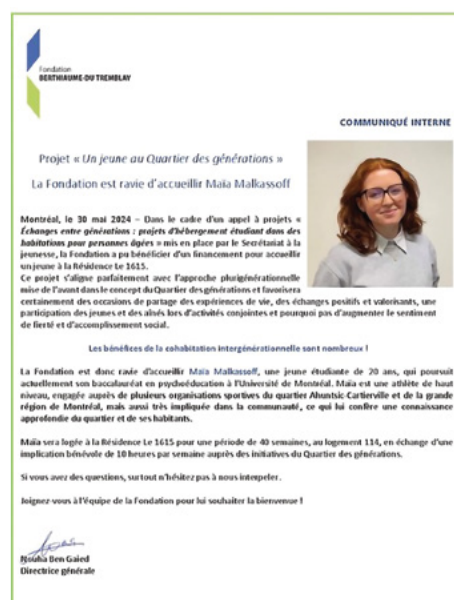 Fondation
BERTHIAUME-DU TREMBLAY
COMMUNIQUÉ INTERNE
Projet « Un jeune au Quartier des générations »
La Fondation est ravie d'accueillir Maïa Malkassoff
Montréal, le 30 mai 2024 – Dans le cadre d'un appel à projets «
Échanges entre générations : projets d'hébergement étudiant dans des
habitations pour personnes âgées » mis en place par le Secrétariat à la
jeunesse, la Fondation a pu bénéficier d'un financement pour accueillir
un jeune à la Résidence Le 1615.
Ce projet s'aligne parfaitement avec l'approche plurigénérationnelle
mise de l'avant dans le concept du Quartier des générations et favorisera
certainement des occasions de partage des expériences de vie, des échanges positifs et valorisants, une
participation des jeunes et des aînés lors d'activités conjointes et pourquoi pas d'augmenter le sentiment
de fierté et d'accomplissement social.
Les bénéfices de la cohabitation intergénérationnelle sont nombreux !
La Fondation est donc ravie d'accueillir Maïa Malkassoff, une jeune étudiante de 20 ans, qui poursuit
actuellement son baccalauréat en psychoéducation à l'Université de Montréal. Maïa est une athlète de haut
niveau, engagée auprès de plusieurs organisations sportives du quartier Ahuntsic-Cartierville et de la grande
région de Montréal, mais aussi très impliquée dans la communauté, ce qui lui confère une connaissance
approfondie du quartier et de ses habitants.
Maïa sera logée à la Résidence Le 1615 pour une période de 40 semaines, au logement 114, en échange d'une
implication bénévole de 10 heures par semaine auprès des initiatives du Quartier des générations.
Si vous avez des questions, surtout n'hésitez pas à nous interpeler.
Joignez-vous à l'équipe de la Fondation pour lui souhaiter la bienvenue !
Nouha Ben Gaied
Directrice générale